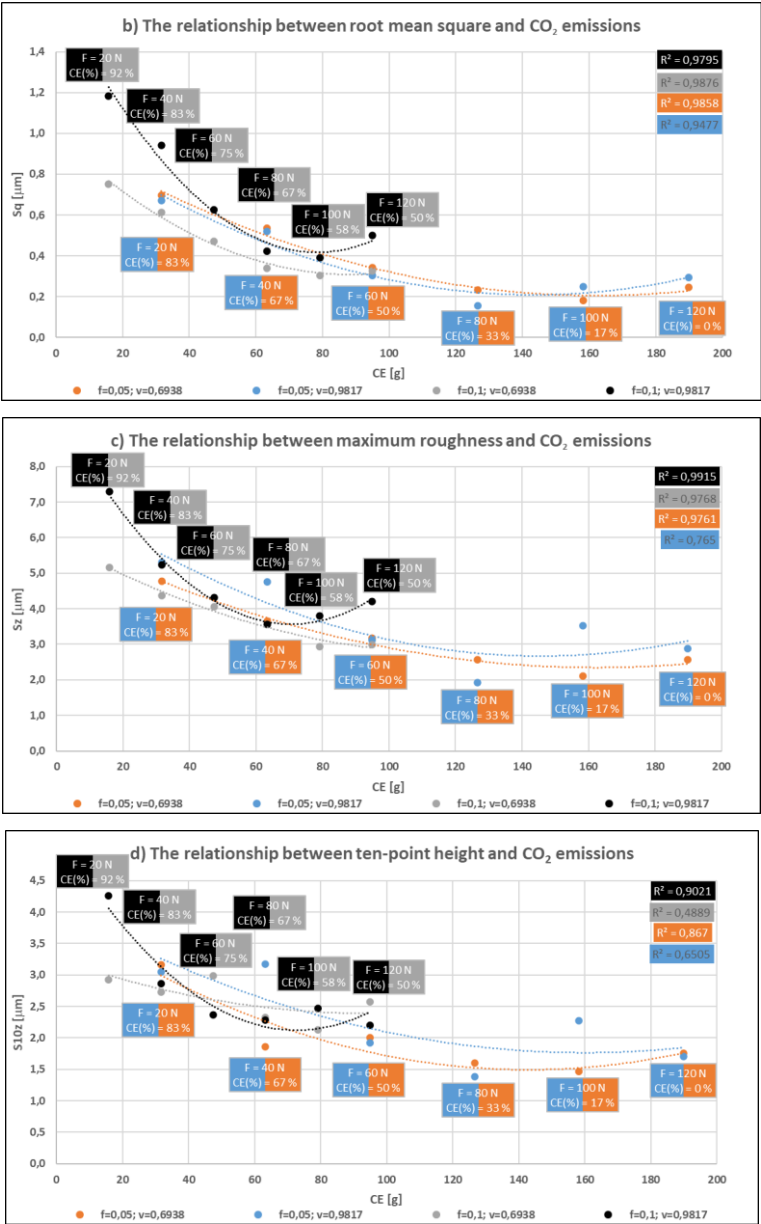 b) The relationship between root mean square and CO₂ emissions
R² = 0,9795
R² = 0,9876
R² = 0,9858
R² = 0,9477
F = 20 N
CE(%) = 92 %
F = 40 N
CE(%) = 83 %
F = 60 N
CE(%) = 75 %
F = 80 N
CE(%) = 67 %
F = 100 N
CE(%) = 58 %
F = 120 N
CE(%) = 50 %
F = 20 N
CE(%) = 83 %
F = 40 N
CE(%) = 67 %
F = 60 N
CE(%) = 50 %
F = 80 N
CE(%) = 33 %
F = 100 N
CE(%) = 17 %
F = 120 N
CE(%) = 0 %
Sq [µm]
1,4
1,2
1,0
0,8
0,6
0,4
0,2
0,0
0 20 40 60 80 100 120 140 160 180 200
CE [g]
f=0,05; v=0,6938 f=0,05; v=0,9817 f=0,1; v=0,6938 f=0,1; v=0,9817
c) The relationship between maximum roughness and CO₂ emissions
R² = 0,9915
R² = 0,9768
R² = 0,9761
R² = 0,765
F = 20 N
CE(%) = 92 %
F = 40 N
CE(%) = 83 %
F = 60 N
CE(%) = 75 %
F = 80 N
CE(%) = 67 %
F = 100 N
CE(%) = 58 %
F = 120 N
CE(%) = 50 %
F = 20 N
CE(%) = 83 %
F = 40 N
CE(%) = 67 %
F = 60 N
CE(%) = 50 %
F = 80 N
CE(%) = 33 %
F = 100 N
CE(%) = 17 %
F = 120 N
CE(%) = 0 %
Sz [µm]
8,0
7,0
6,0
5,0
4,0
3,0
2,0
1,0
0,0
0 20 40 60 80 100 120 140 160 180 200
CE [g]
f=0,05; v=0,6938 f=0,05; v=0,9817 f=0,1; v=0,6938 f=0,1; v=0,9817
d) The relationship between ten-point height and CO₂ emissions
R² = 0,9021
R² = 0,4889
R² = 0,867
R² = 0,6505
F = 20 N
CE(%) = 92 %
F = 40 N
CE(%) = 83 %
F = 60 N
CE(%) = 75 %
F = 80 N
CE(%) = 67 %
F = 100 N
CE(%) = 58 %
F = 120 N
CE(%) = 50 %
F = 20 N
CE(%) = 83 %
F = 40 N
CE(%) = 67 %
F = 60 N
CE(%) = 50 %
F = 80 N
CE(%) = 33 %
F = 100 N
CE(%) = 17 %
F = 120 N
CE(%) = 0 %
S10z [µm]
4,5
4,0
3,5
3,0
2,5
2,0
1,5
1,0
0,5
0,0
0 20 40 60 80 100 120 140 160 180 200
CE [g]
f=0,05; v=0,6938 f=0,05; v=0,9817 f=0,1; v=0,6938 f=0,1; v=0,9817